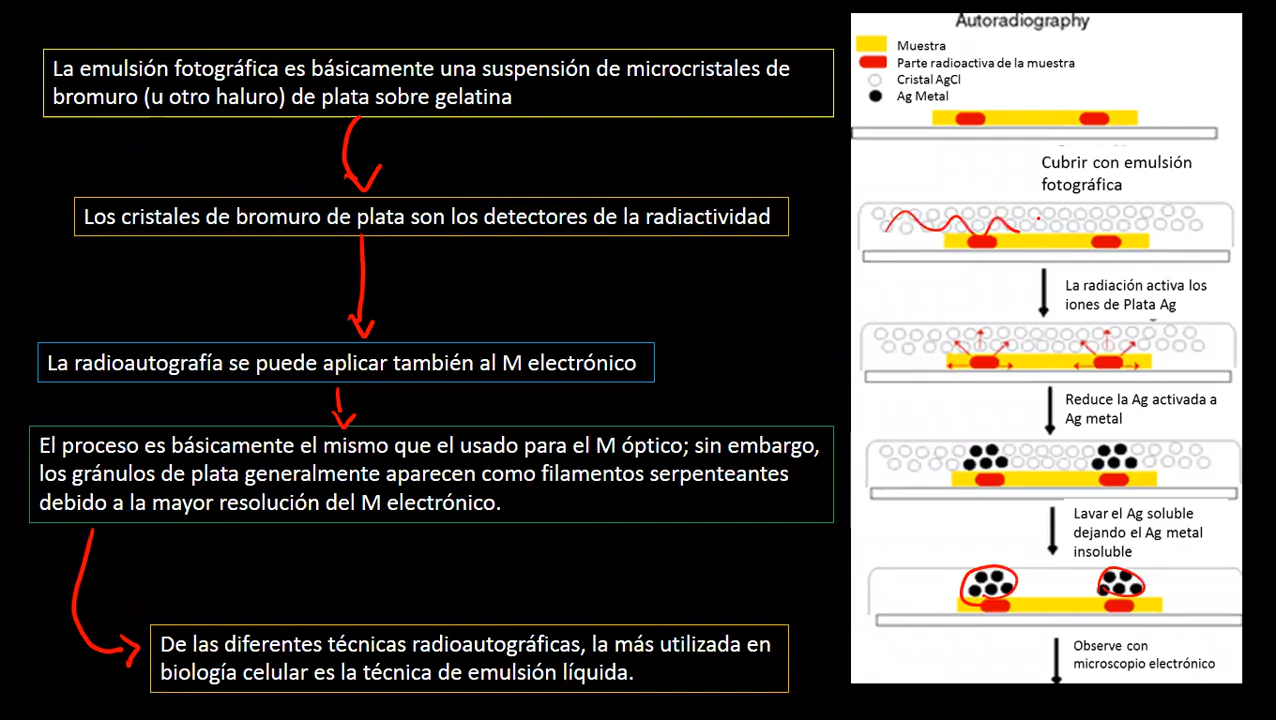 La emulsión fotográfica es básicamente una suspensión de microcristales de
bromuro (u otro haluro) de plata sobre gelatina
Los cristales de bromuro de plata son los detectores de la radiactividad
La radioautografía se puede aplicar también al M electrónico
El proceso es básicamente el mismo que el usado para el M óptico; sin embargo,
los gránulos de plata generalmente aparecen como filamentos serpenteantes
debido a la mayor resolución del M electrónico.
De las diferentes técnicas radioautográficas, la más utilizada en
biología celular es la técnica de emulsión líquida.
Autoradiography
Muestra
Parte radioactiva de la muestra
Cristal AgCl
Ag Metal
Cubrir con emulsión
fotográfica
La radiación activa los
iones de Plata Ag
Reduce la Ag activada a
Ag metal
Lavar el Ag soluble
dejando el Ag metal
insoluble
Observe con
microscopio electrónico